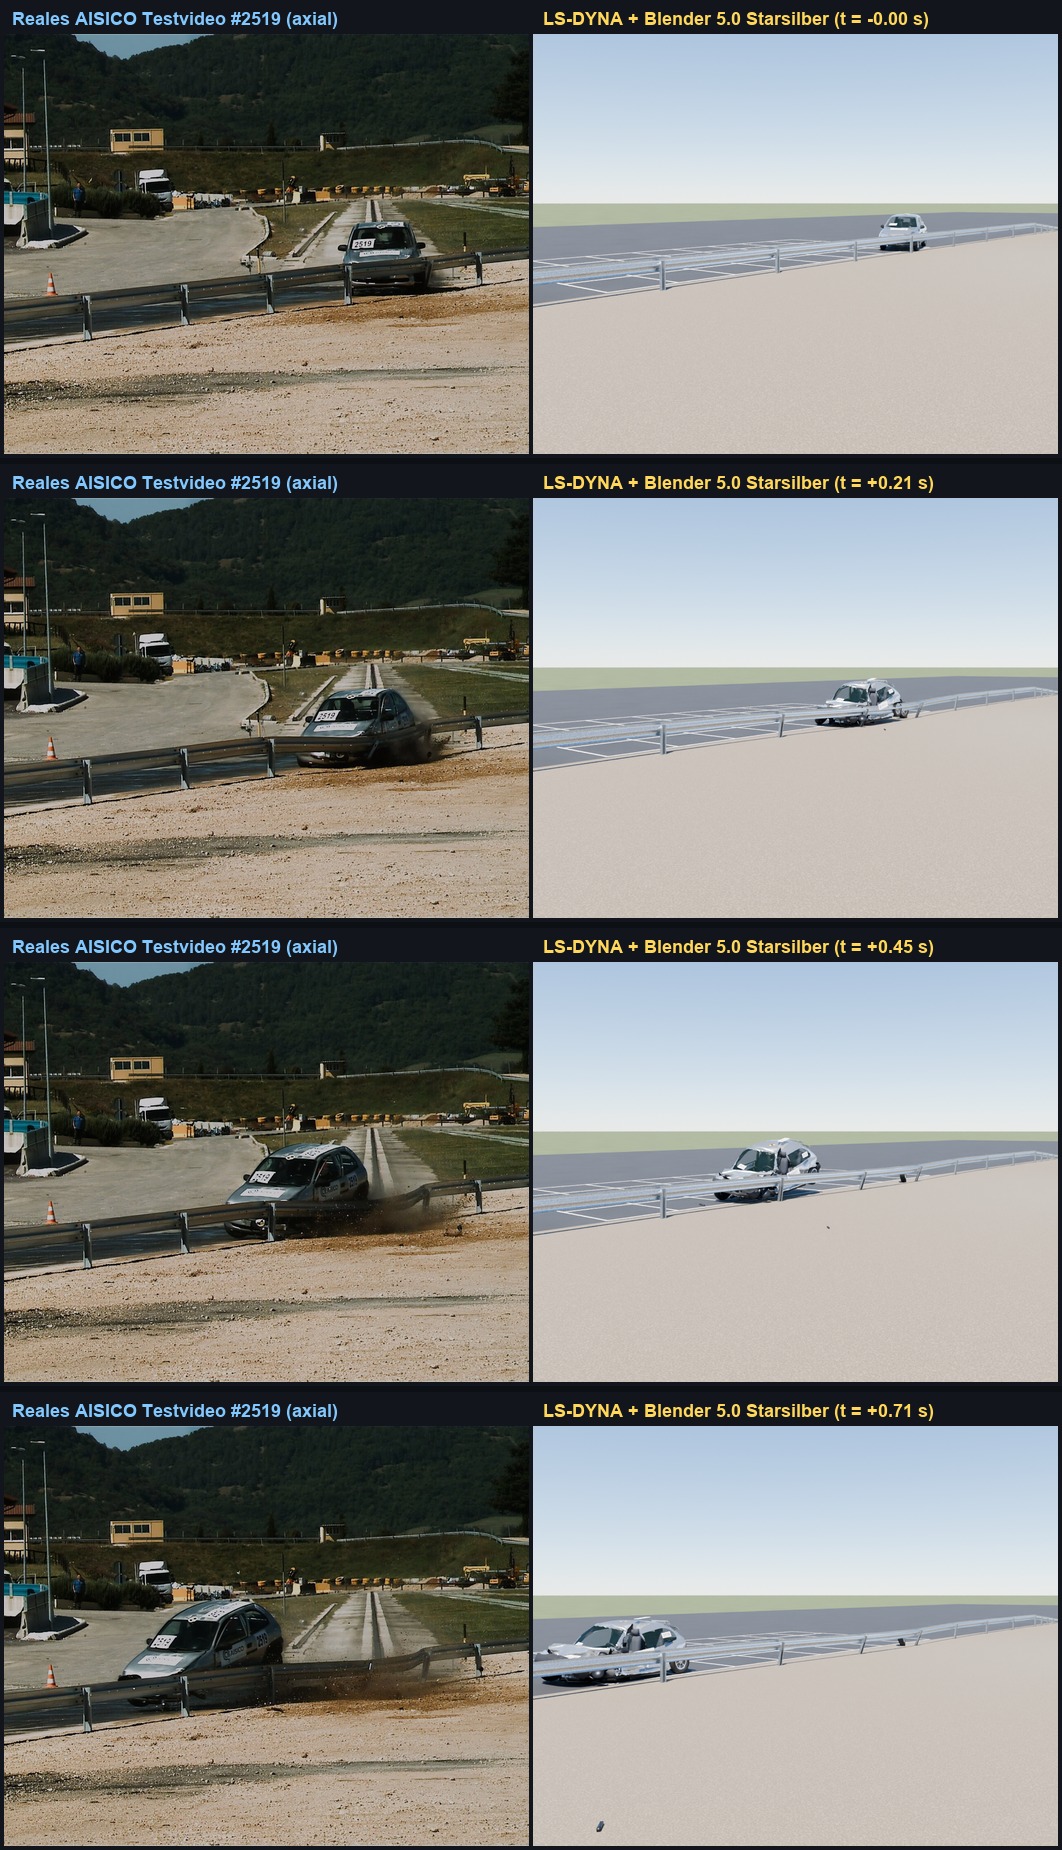 Reales AISICO Testvideo #2519 (axial)
LS-DYNA + Blender 5.0 Starsilber (t = -0.00 s)
2519
Reales AISICO Testvideo #2519 (axial)
LS-DYNA + Blender 5.0 Starsilber (t = +0.21 s)
2519
Reales AISICO Testvideo #2519 (axial)
LS-DYNA + Blender 5.0 Starsilber (t = +0.45 s)
Reales AISICO Testvideo #2519 (axial)
LS-DYNA + Blender 5.0 Starsilber (t = +0.71 s)